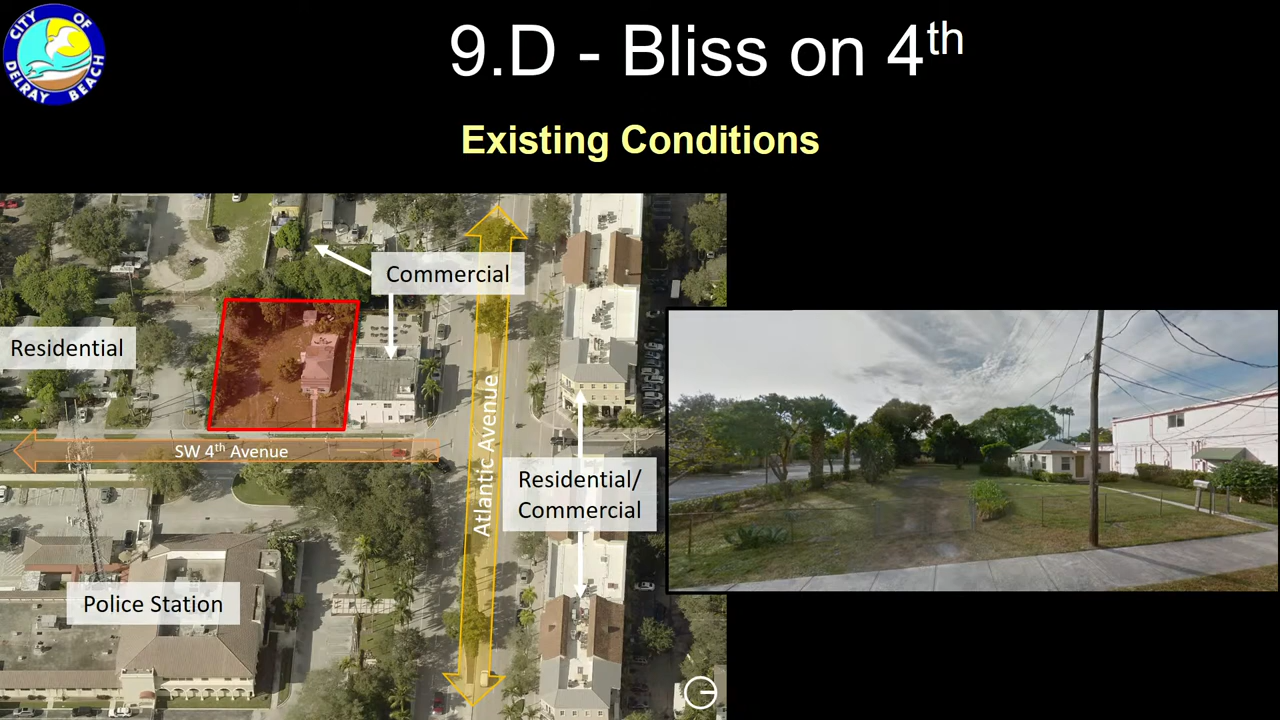 CITY OF
DELRAY BEACH
9.D - Bliss on 4th
Existing Conditions
Commercial
Residential
SW 4th Avenue
Atlantic Avenue
Residential/
Commercial
Police Station